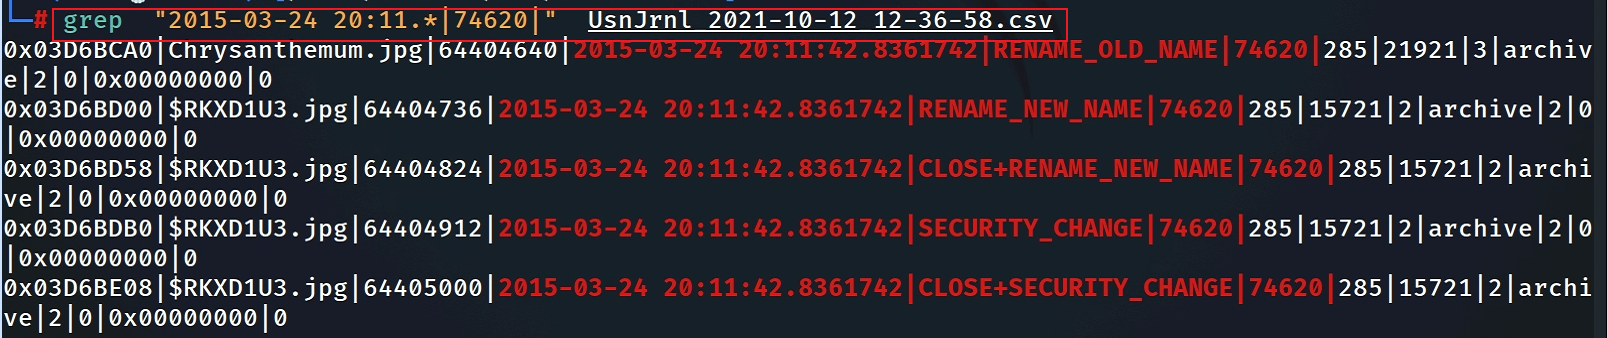 # grep "2015-03-24 20:11.*|74620|" UsnJrnl_2021-10-12_12-36-58.csv
0x03D6BCA0|Chrysanthemum.jpg|64404640|2015-03-24 20:11:42.8361742|RENAME_OLD_NAME|74620|285|21921|3|archiv
e|2|0|0x00000000|0
0x03D6BD00|$RKXD1U3.jpg|64404736|2015-03-24 20:11:42.8361742|RENAME_NEW_NAME|74620|285|15721|2|archive|2|0
|0x00000000|0
0x03D6BD58|$RKXD1U3.jpg|64404824|2015-03-24 20:11:42.8361742|CLOSE+RENAME_NEW_NAME|74620|285|15721|2|archi
ve|2|0|0x00000000|0
0x03D6BDB0|$RKXD1U3.jpg|64404912|2015-03-24 20:11:42.8361742|SECURITY_CHANGE|74620|285|15721|2|archive|2|0
|0x00000000|0
0x03D6BE08|$RKXD1U3.jpg|64405000|2015-03-24 20:11:42.8361742|CLOSE+SECURITY_CHANGE|74620|285|15721|2|archi
ve|2|0|0x00000000|0